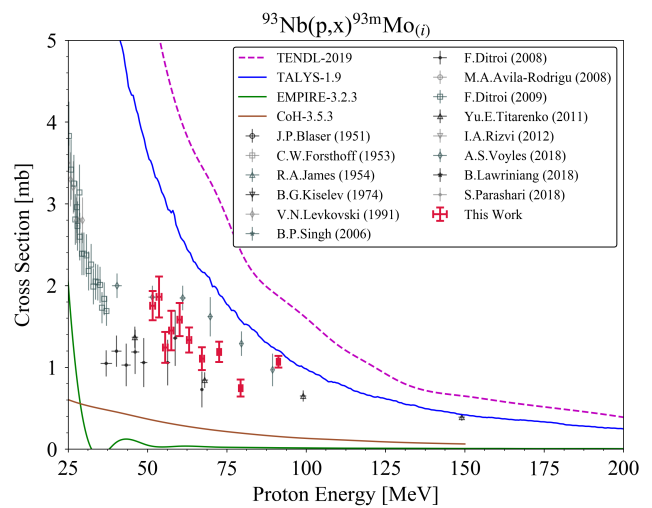 ⁹³Nb(p,x)⁹³ᵐMo₍ᵢ₎
Cross Section [mb]
5
4
3
2
1
0
TENDL-2019
TALYS-1.9
EMPIRE-3.2.3
CoH-3.5.3
J.P.Blaser (1951)
C.W.Forsthoff (1953)
R.A.James (1954)
B.G.Kiselev (1974)
V.N.Levkovski (1991)
B.P.Singh (2006)
F.Ditroi (2008)
M.A.Avila-Rodrigu (2008)
F.Ditroi (2009)
Yu.E.Titarenko (2011)
I.A.Rizvi (2012)
A.S.Voyles (2018)
B.Lawriniang (2018)
S.Parashari (2018)
This Work
25 50 75 100 125 150 175 200
Proton Energy [MeV]